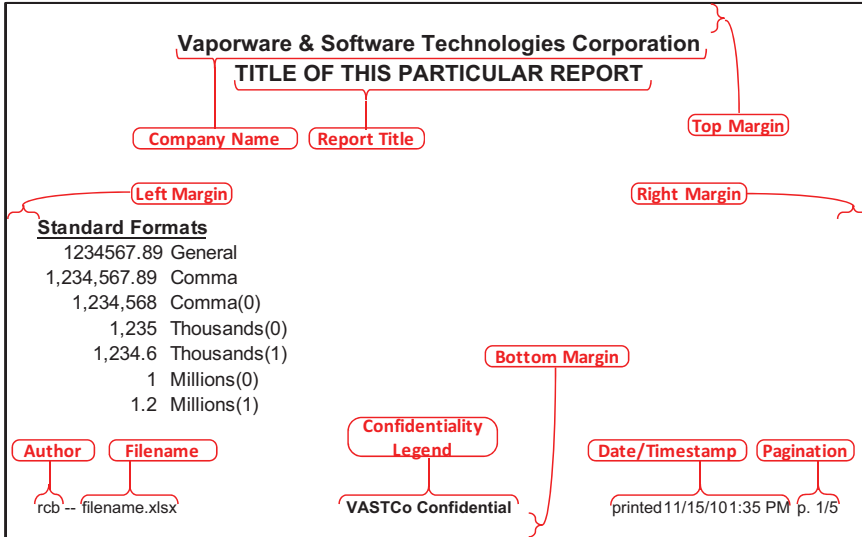 Vaporware & Software Technologies Corporation
TITLE OF THIS PARTICULAR REPORT
Company Name
Report Title
Top Margin
Left Margin
Right Margin
Standard Formats
1234567.89 General
1,234,567.89 Comma
1,234,568 Comma(0)
1,235 Thousands(0)
1,234.6 Thousands(1)
1 Millions(0)
1.2 Millions(1)
Bottom Margin
Author
Filename
Confidentiality
Legend
Date/Timestamp
Pagination
rcb -- filename.xlsx
VASTCo Confidential
printed11/15/101:35 PM p. 1/5